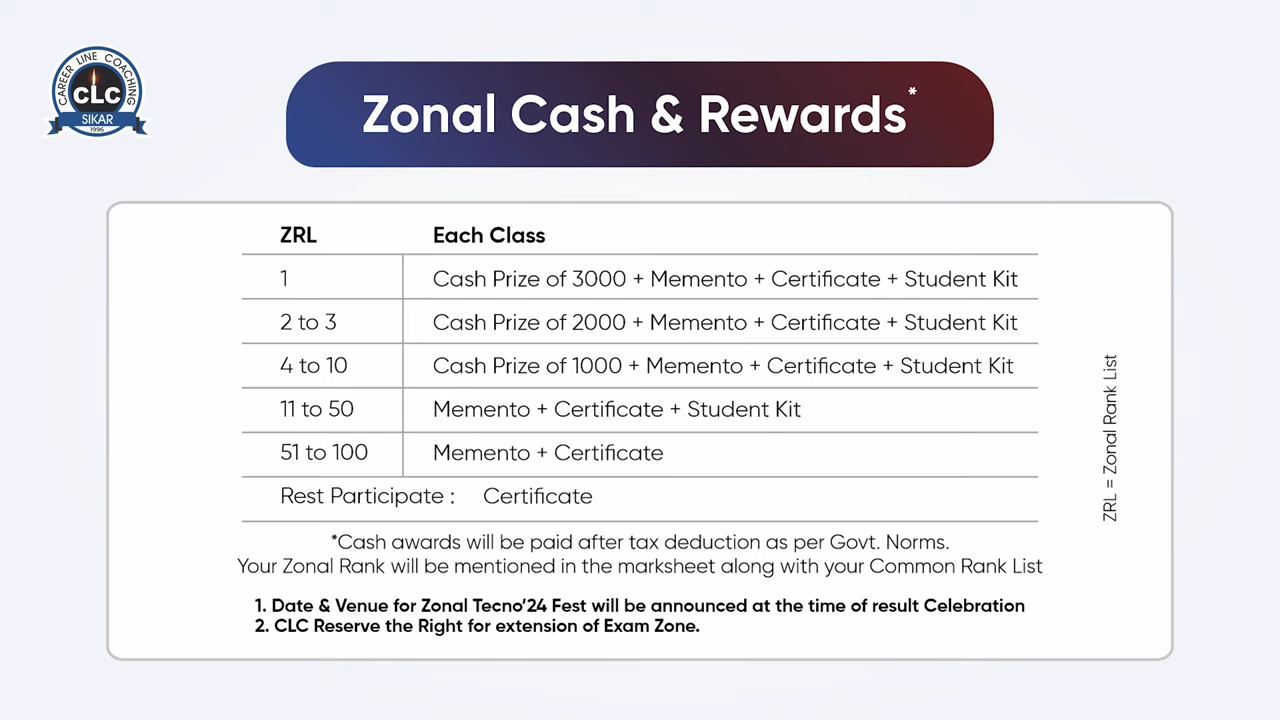 CAREER LINE COACHING
CLC
SIKAR
1996
Zonal Cash & Rewards*
ZRL Each Class
1 Cash Prize of 3000 + Memento + Certificate + Student Kit
2 to 3 Cash Prize of 2000 + Memento + Certificate + Student Kit
4 to 10 Cash Prize of 1000 + Memento + Certificate + Student Kit
11 to 50 Memento + Certificate + Student Kit
51 to 100 Memento + Certificate
Rest Participate : Certificate
*Cash awards will be paid after tax deduction as per Govt. Norms.
Your Zonal Rank will be mentioned in the marksheet along with your Common Rank List
1. Date & Venue for Zonal Tecno'24 Fest will be announced at the time of result Celebration
2. CLC Reserve the Right for extension of Exam Zone.
ZRL = Zonal Rank List